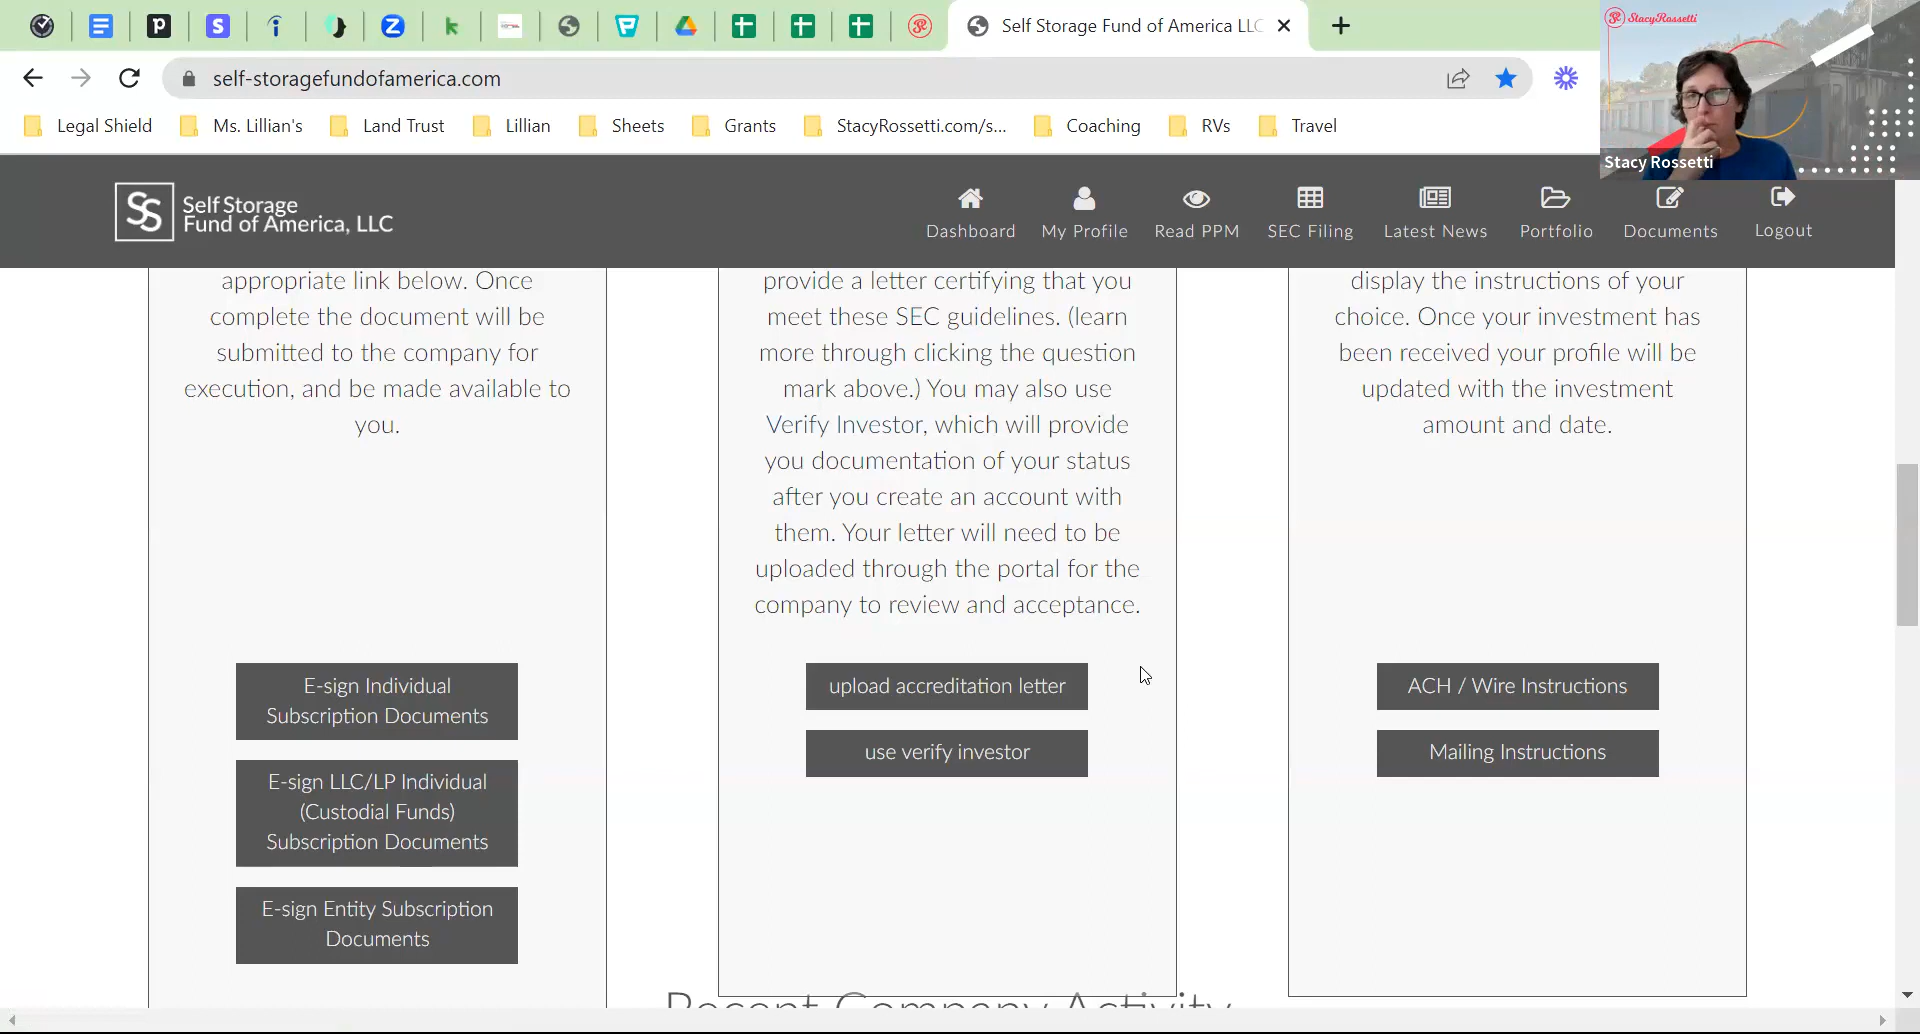 Self Storage Fund of America LLC
self-storagefundofamerica.com
Legal Shield
Ms. Lillian's
Land Trust
Lillian
Sheets
Grants
StacyRossetti.com/s...
Coaching
RVs
Travel
StacyRossetti
Stacy Rossetti
SS
Self Storage
Fund of America, LLC
Dashboard
My Profile
Read PPM
SEC Filing
Latest News
Portfolio
Documents
Logout
appropriate link below. Once
complete the document will be
submitted to the company for
execution, and be made available to
you.
E-sign Individual
Subscription Documents
E-sign LLC/LP Individual
(Custodial Funds)
Subscription Documents
E-sign Entity Subscription
Documents
provide a letter certifying that you
meet these SEC guidelines. (learn
more through clicking the question
mark above.) You may also use
Verify Investor, which will provide
you documentation of your status
after you create an account with
them. Your letter will need to be
uploaded through the portal for the
company to review and acceptance.
upload accreditation letter
use verify investor
display the instructions of your
choice. Once your investment has
been received your profile will be
updated with the investment
amount and date.
ACH / Wire Instructions
Mailing Instructions
Recent Company Activity